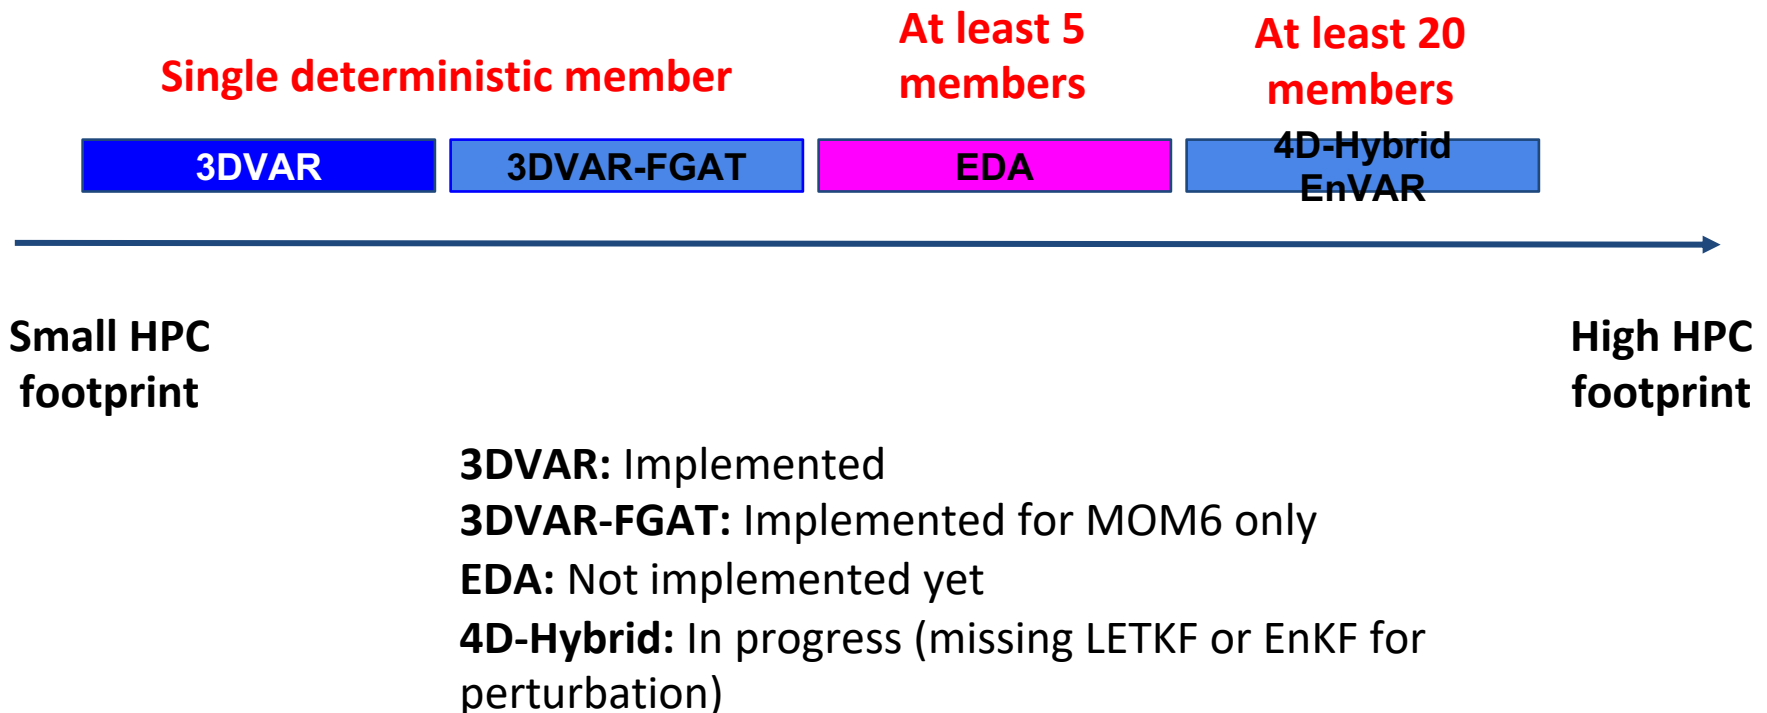 Single deterministic member
At least 5
members
At least 20
members
3DVAR
3DVAR-FGAT
EDA
4D-Hybrid
EnVAR
Small HPC
footprint
High HPC
footprint
3DVAR: Implemented
3DVAR-FGAT: Implemented for MOM6 only
EDA: Not implemented yet
4D-Hybrid: In progress (missing LETKF or EnKF for
perturbation)